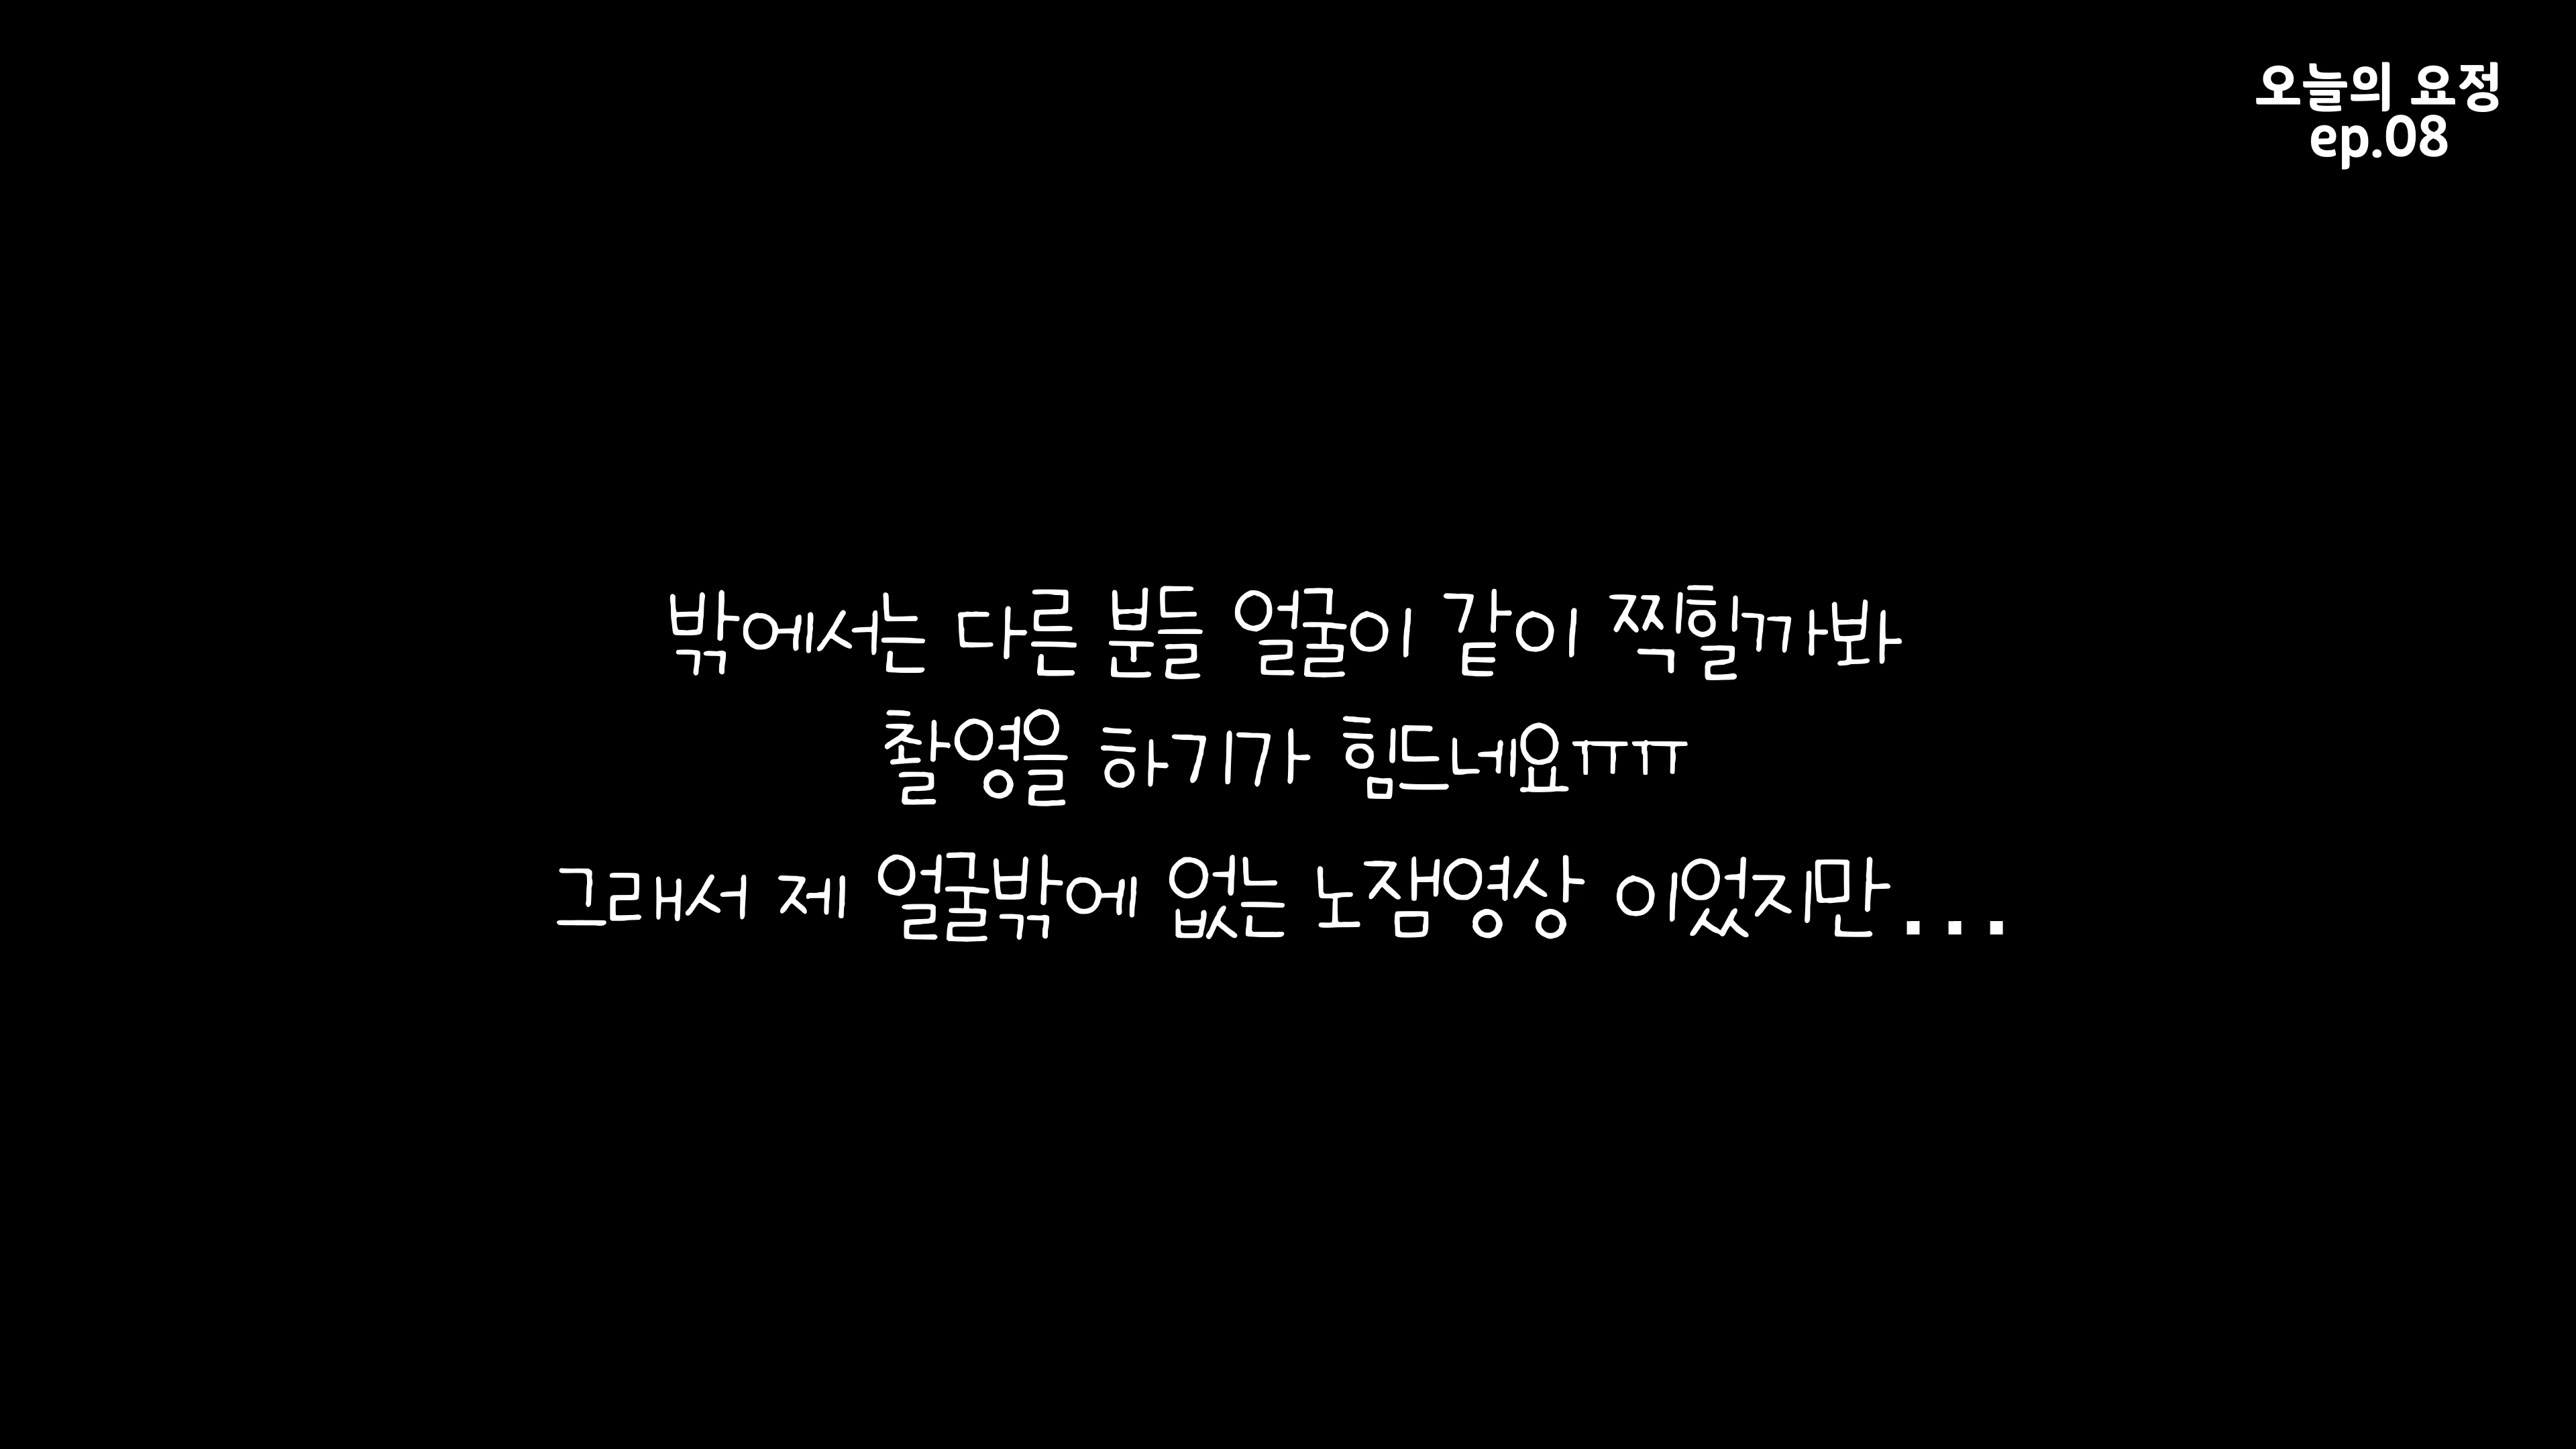 오늘의 요정
ep.08
밖에서는 다른 분들 얼굴이 같이 찍힐까봐
촬영을 하기가 힘드네요ㅠㅠ
그래서 제 얼굴밖에 없는 노잼영상 이었지만...